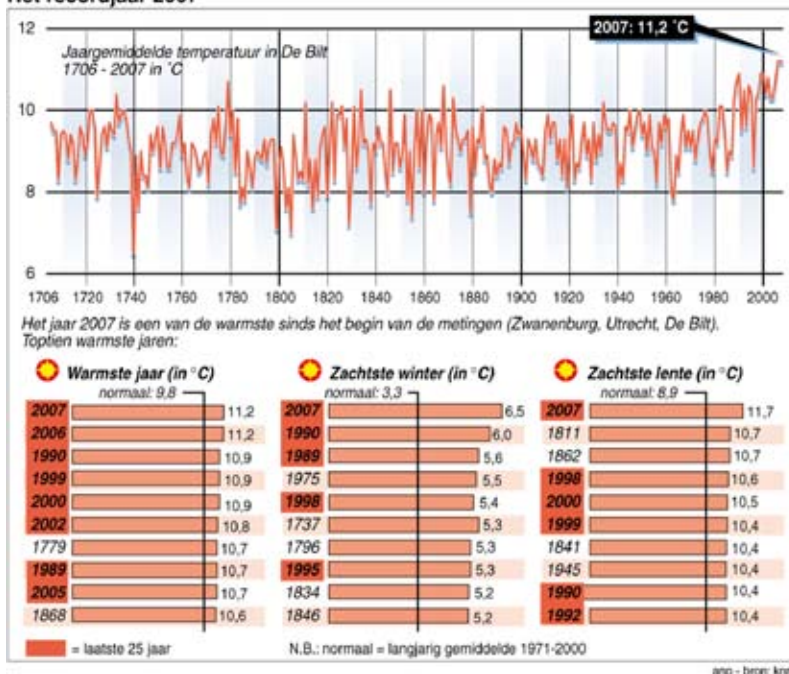 Het recordjaar 2007
2007: 11,2 °C
Jaargemiddelde temperatuur in De Bilt
1706 - 2007 in °C
12
10
8
6
1706 1720 1740 1760 1780 1800 1820 1840 1860 1880 1900 1920 1940 1960 1980 2000
Het jaar 2007 is een van de warmste sinds het begin van de metingen (Zwanenburg, Utrecht, De Bilt).
Toptien warmste jaren:
Warmste jaar (in °C)
normaal: 9,8
2007 11,2
2006 11,2
1990 10,9
1999 10,9
2000 10,9
2002 10,8
1779 10,7
1989 10,7
2005 10,7
1868 10,6
Zachtste winter (in °C)
normaal: 3,3
2007 6,5
1990 6,0
1989 5,6
1975 5,5
1998 5,4
1737 5,3
1796 5,3
1995 5,3
1834 5,2
1846 5,2
Zachtste lente (in °C)
normaal: 8,9
2007 11,7
1811 10,7
1862 10,7
1998 10,6
2000 10,5
1999 10,4
1841 10,4
1945 10,4
1990 10,4
1992 10,4
= laatste 25 jaar
N.B.: normaal = langjarig gemiddelde 1971-2000
anp - bron: